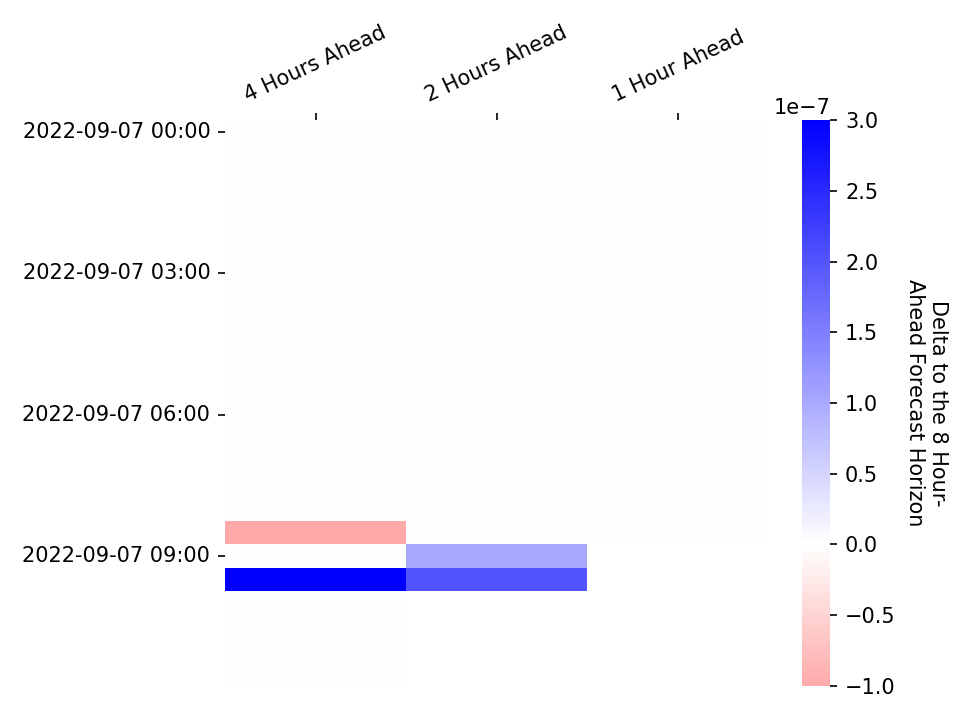 4 Hours Ahead
2 Hours Ahead
1 Hour Ahead
1e−7
2022-09-07 00:00
2022-09-07 03:00
2022-09-07 06:00
2022-09-07 09:00
3.0
2.5
2.0
1.5
1.0
0.5
0.0
−0.5
−1.0
Delta to the 8 Hour-
Ahead Forecast Horizon